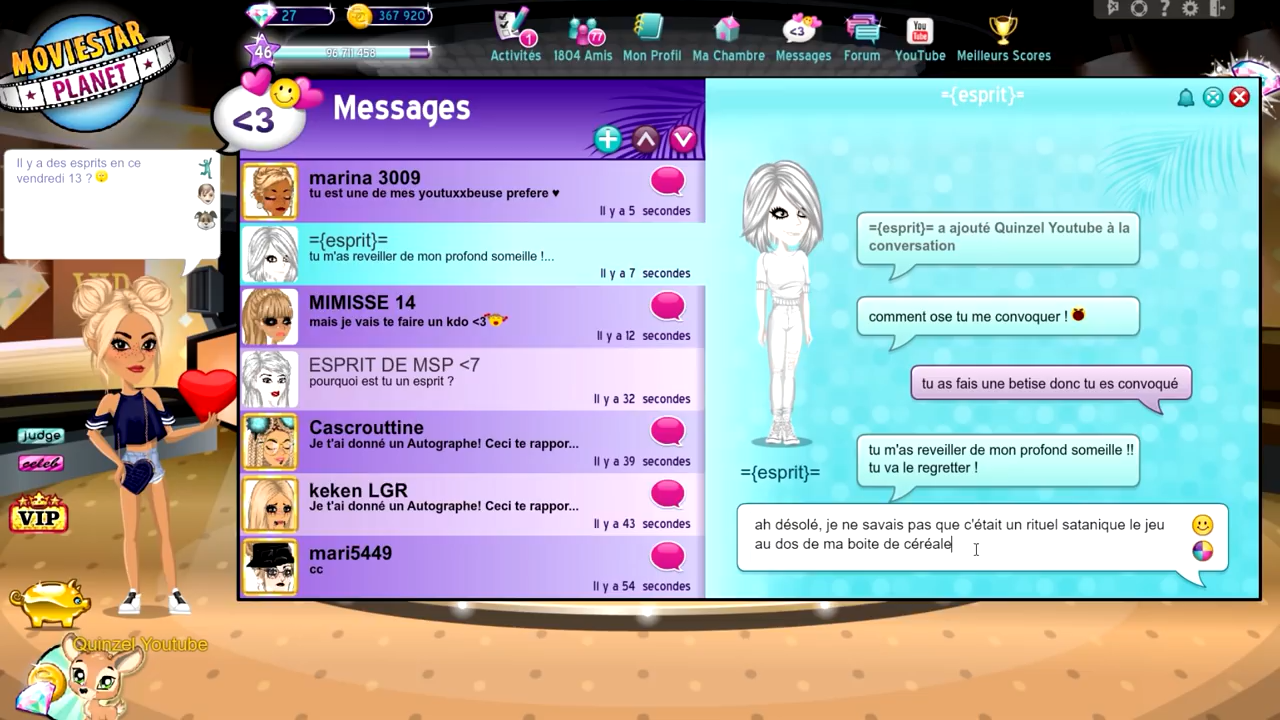 MOVIESTAR
PLANET
27
367 920
46
96.711.458
1
77
<3
You
Tube
Activités
1804 Amis
Mon Profil
Ma Chambre
Messages
Forum
YouTube
Meilleurs Scores
Il y a des esprits en ce
vendredi 13 ?
judge
celeb
VIP
Quinzel Youtube
<3
Messages
marina 3009
tu est une de mes youtuxxbeuse prefere ♥
Il y a 5 secondes
={esprit}=
tu m'as reveiller de mon profond someille !...
Il y a 7 secondes
MIMISSE 14
mais je vais te faire un kdo <3
Il y a 12 secondes
ESPRIT DE MSP <7
pourquoi est tu un esprit ?
Il y a 32 secondes
Cascrouttine
Je t'ai donné un Autographe! Ceci te rappor...
Il y a 39 secondes
keken LGR
Je t'ai donné un Autographe! Ceci te rappor...
Il y a 43 secondes
mari5449
cc
Il y a 54 secondes
={esprit}=
={esprit}= a ajouté Quinzel Youtube à la
conversation
comment ose tu me convoquer !
tu as fais une betise donc tu es convoqué
tu m'as reveiller de mon profond someille !!
tu va le regretter !
={esprit}=
ah désolé, je ne savais pas que c'était un rituel satanique le jeu
au dos de ma boite de céréale